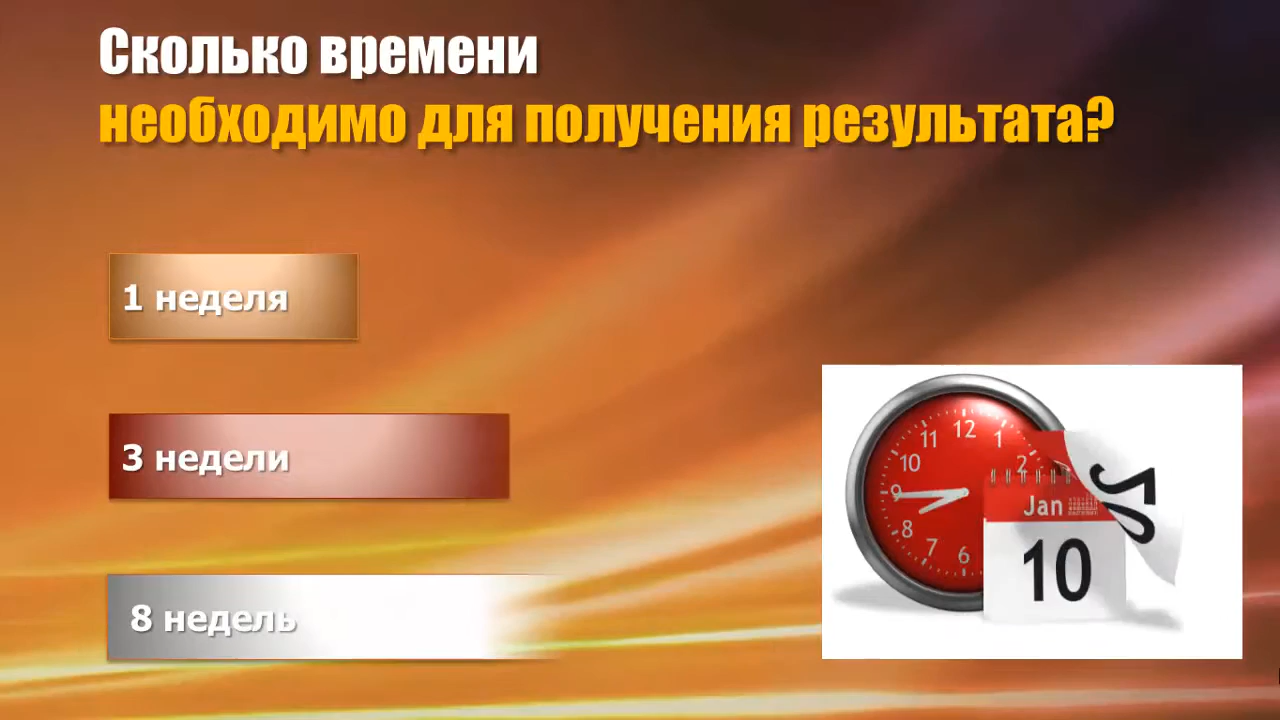 Сколько времени
необходимо для получения результата?
1 неделя
3 недели
8 недель
11 12 1
10 2
9
8
7 6
Jan
10